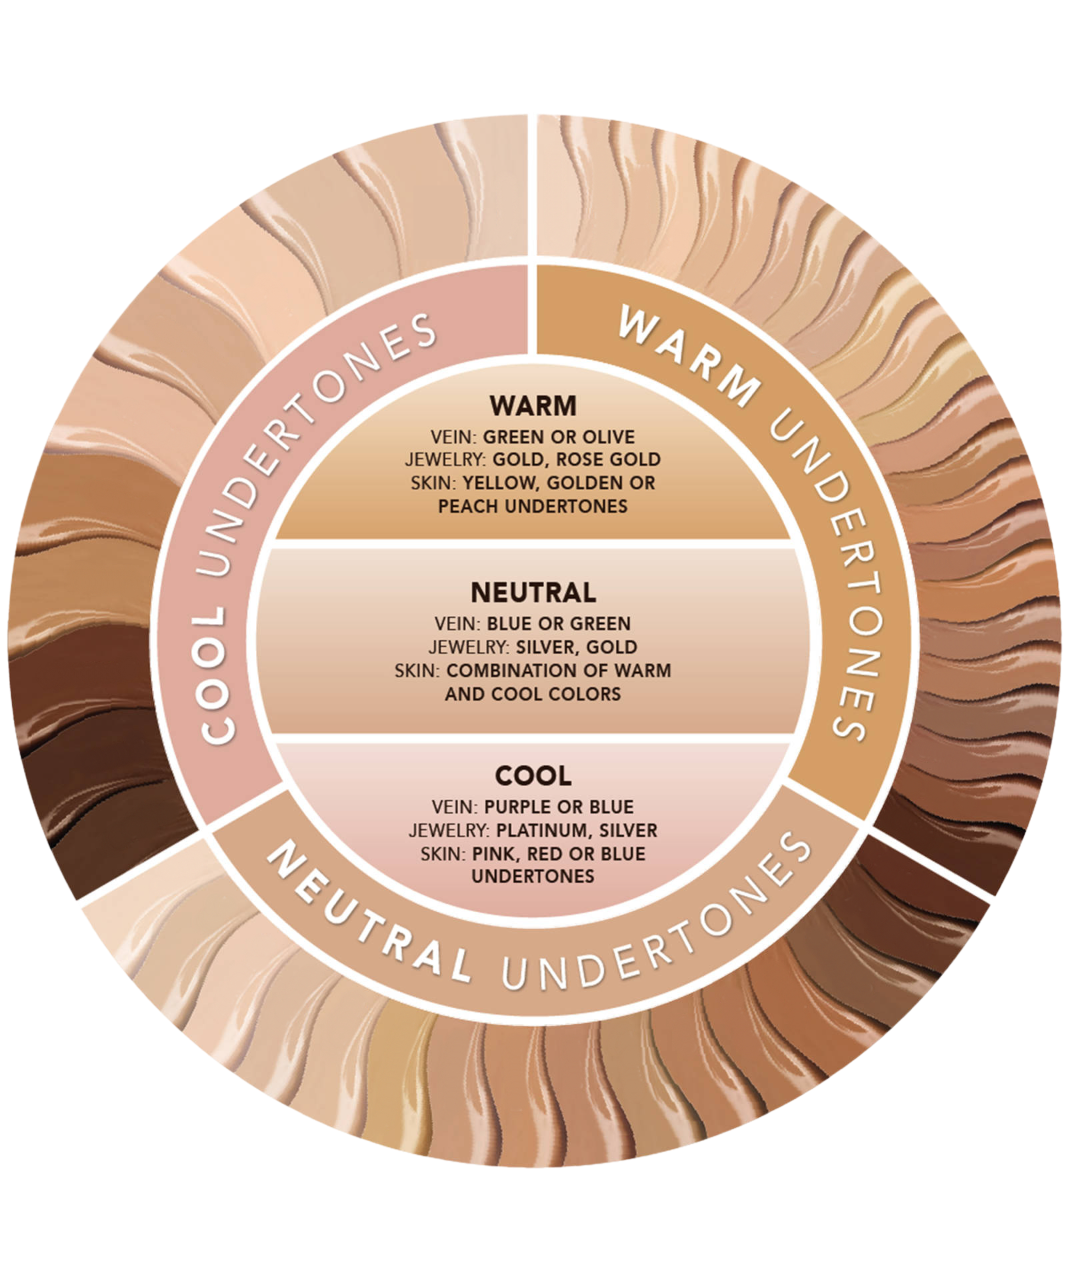 COOL UNDERTONES
WARM UNDERTONES
WARM
VEIN: GREEN OR OLIVE
JEWELRY: GOLD, ROSE GOLD
SKIN: YELLOW, GOLDEN OR
PEACH UNDERTONES
NEUTRAL
VEIN: BLUE OR GREEN
JEWELRY: SILVER, GOLD
SKIN: COMBINATION OF WARM
AND COOL COLORS
COOL
VEIN: PURPLE OR BLUE
JEWELRY: PLATINUM, SILVER
SKIN: PINK, RED OR BLUE
UNDERTONES
NEUTRAL UNDERTONES